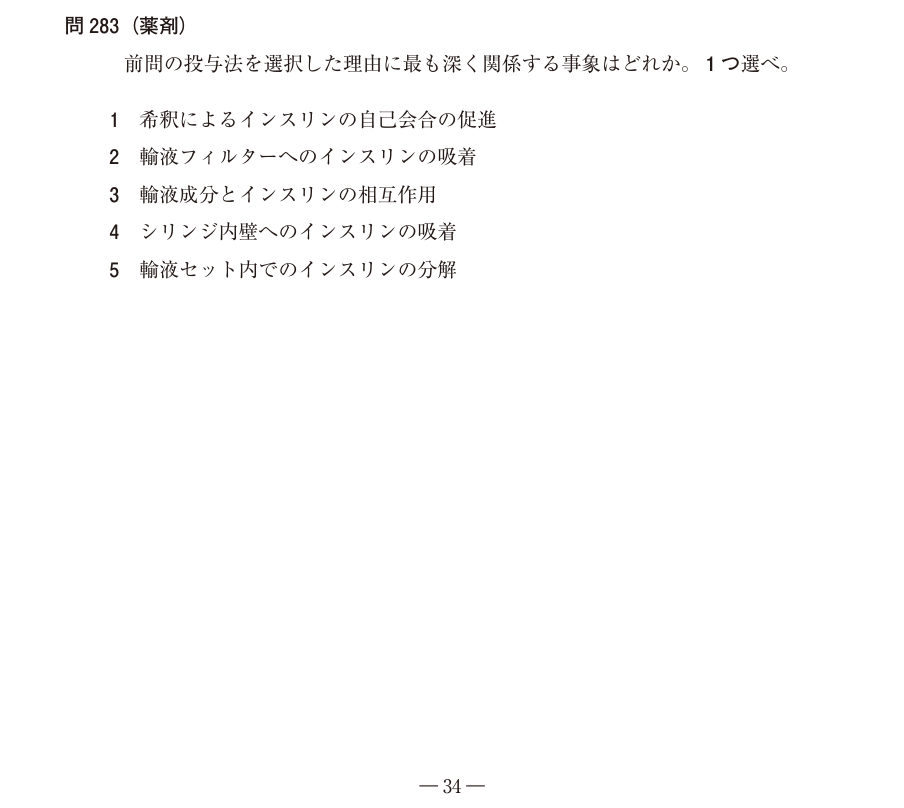 問 283（薬剤）
前問の投与法を選択した理由に最も深く関係する事象はどれか。1つ選べ。
1 希釈によるインスリンの自己会合の促進
2 輸液フィルターへのインスリンの吸着
3 輸液成分とインスリンの相互作用
4 シリンジ内壁へのインスリンの吸着
5 輸液セット内でのインスリンの分解
— 34 —